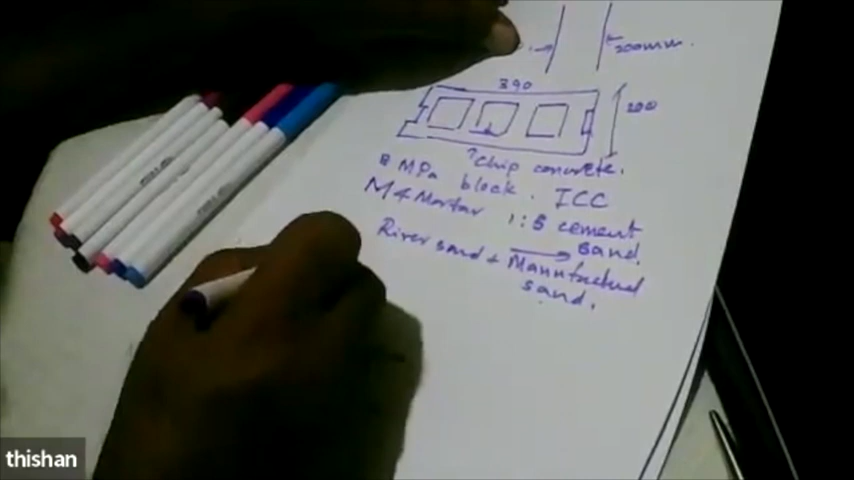 200mm.
390
200
Chip concrete.
8 MPa block. ICC
M4 Mortar 1:5 cement
sand.
River sand + Manufactured
sand.
thishan